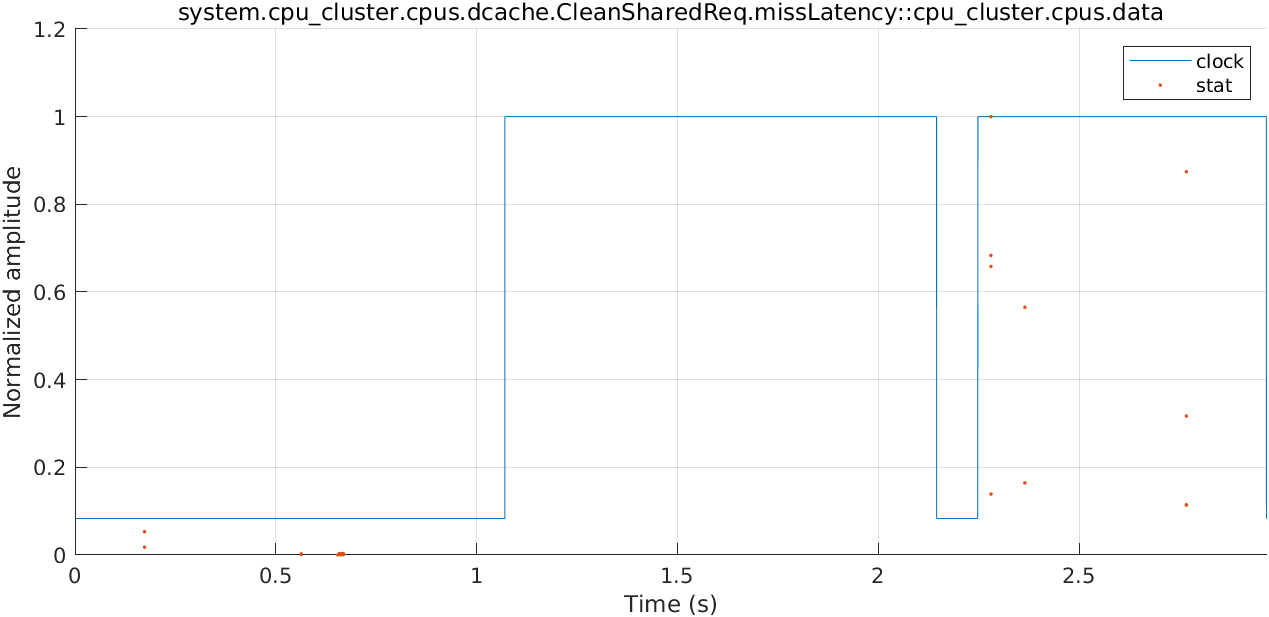 system.cpu_cluster.cpus.dcache.CleanSharedReq.missLatency::cpu_cluster.cpus.data
1.2
1
0.8
0.6
0.4
0.2
0
Normalized amplitude
clock
stat
0
0.5
1
1.5
2
2.5
Time (s)